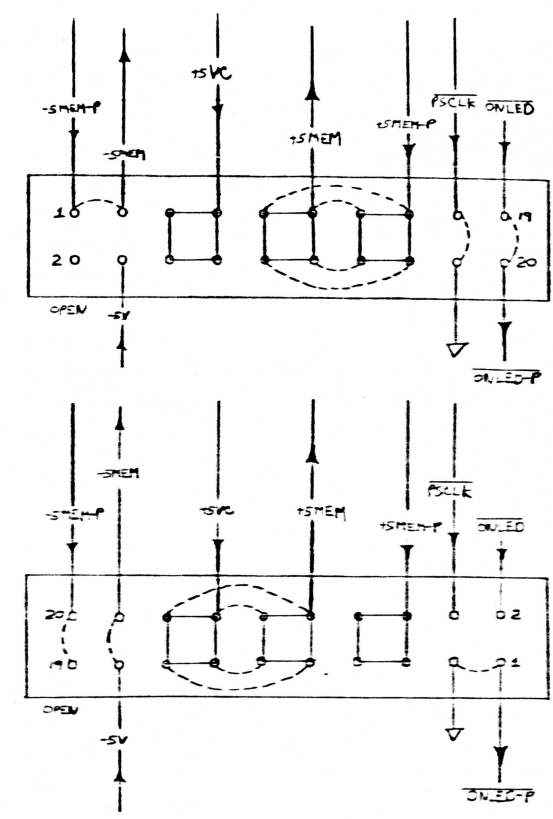 +5VC
-5MEM-P
PSCLK
ONLED
-5MEM
+5MEM
+5MEM-P
1
19
2
20
OPEN
-5V
ONLED-P
-5MEM
PSCLK
-5MEM-P
+5VC
+5MEM
+5MEM-P
ONLED
20
2
19
1
OPEN
-5V
ONLED-P